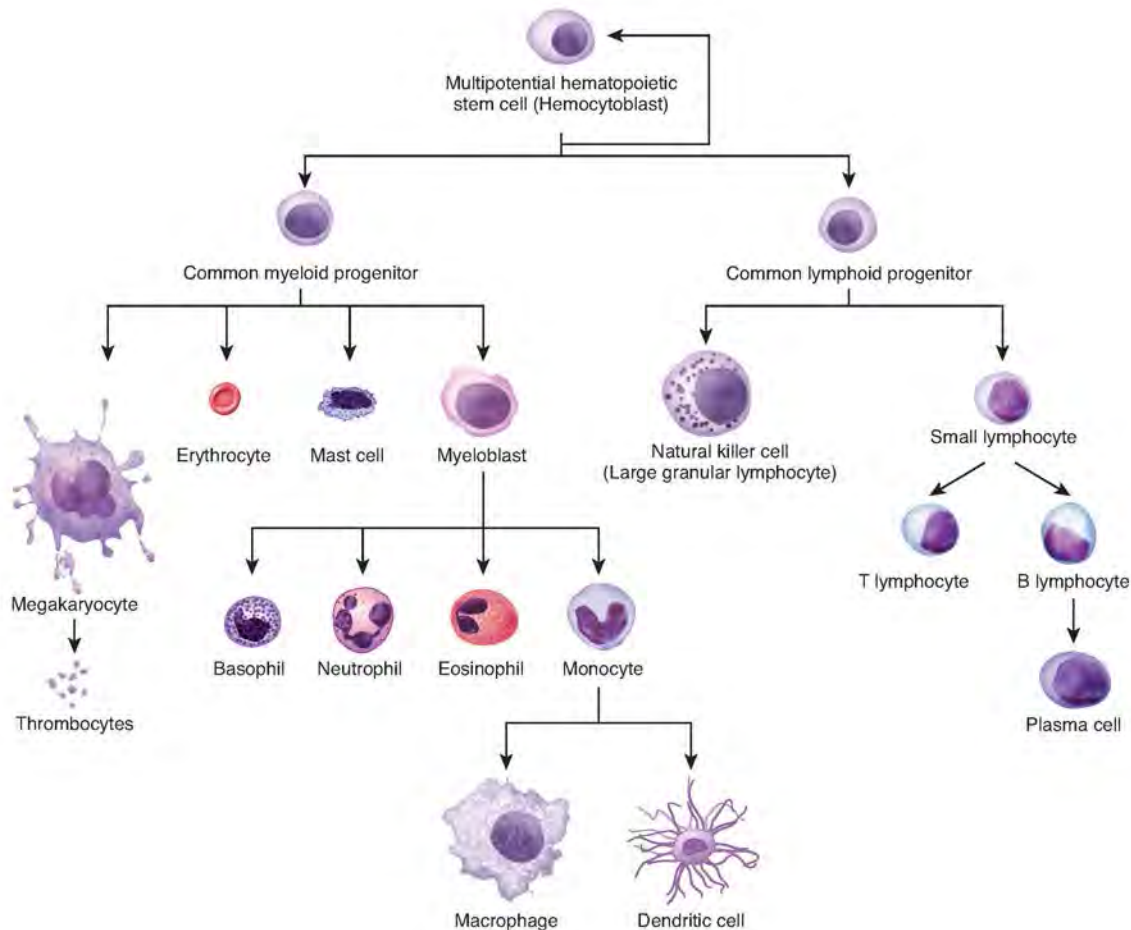 Multipotential hematopoietic
stem cell (Hemocytoblast)
Common myeloid progenitor
Common lymphoid progenitor
Erythrocyte
Mast cell
Myeloblast
Natural killer cell
(Large granular lymphocyte)
Small lymphocyte
T lymphocyte
B lymphocyte
Megakaryocyte
Basophil
Neutrophil
Eosinophil
Monocyte
Thrombocytes
Plasma cell
Macrophage
Dendritic cell